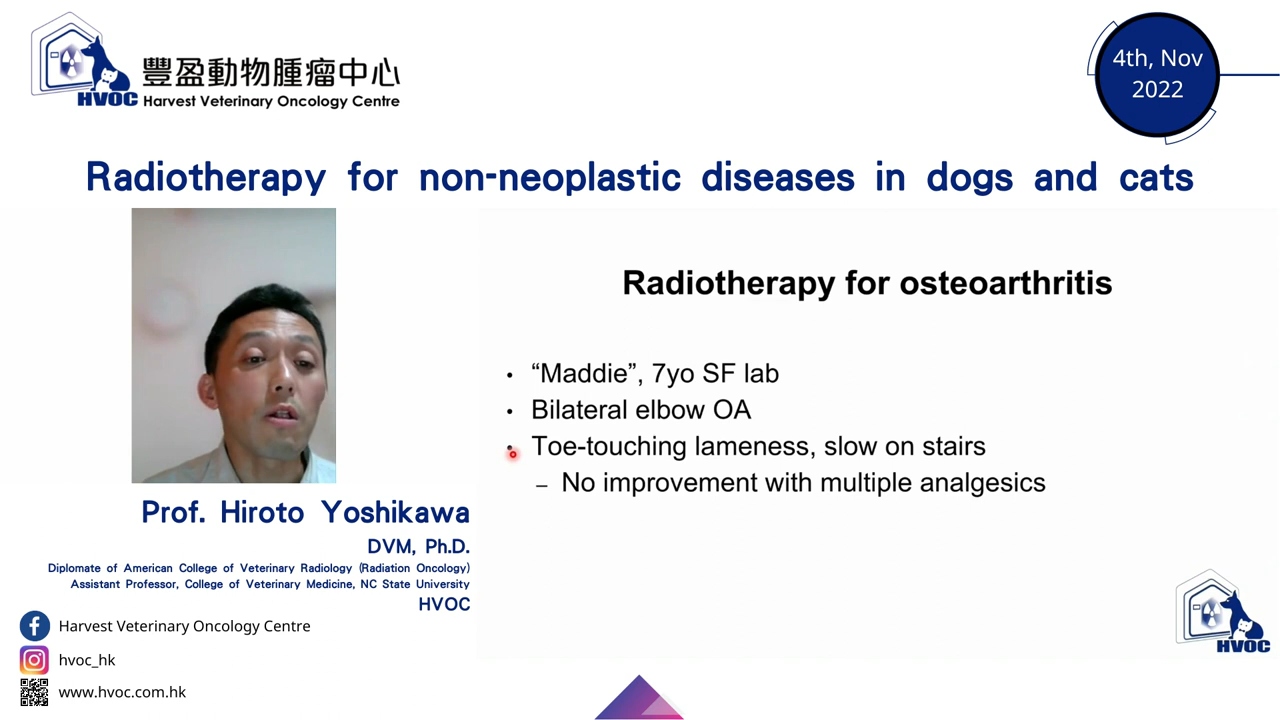 豐盈動物腫瘤中心
HVOC Harvest Veterinary Oncology Centre
4th, Nov
2022
Radiotherapy for non-neoplastic diseases in dogs and cats
Radiotherapy for osteoarthritis
• “Maddie”, 7yo SF lab
• Bilateral elbow OA
• Toe-touching lameness, slow on stairs
– No improvement with multiple analgesics
Prof. Hiroto Yoshikawa
DVM, Ph.D.
Diplomate of American College of Veterinary Radiology (Radiation Oncology)
Assistant Professor, College of Veterinary Medicine, NC State University
HVOC
Harvest Veterinary Oncology Centre
hvoc_hk
www.hvoc.com.hk
HVOC